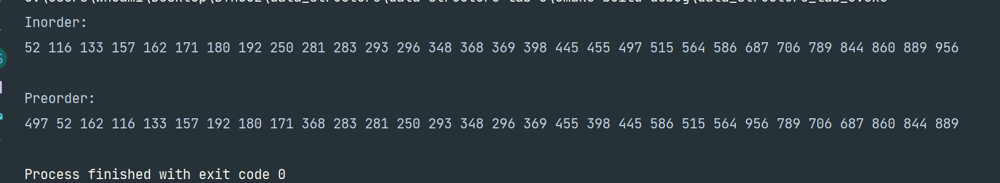 Inorder:
52 116 133 157 162 171 180 192 250 281 283 293 296 348 368 369 398 445 455 497 515 564 586 687 706 789 844 860 889 956
Preorder:
497 52 162 116 133 157 192 180 171 368 283 281 250 293 348 296 369 455 398 445 586 515 564 956 789 706 687 860 844 889
Process finished with exit code 0